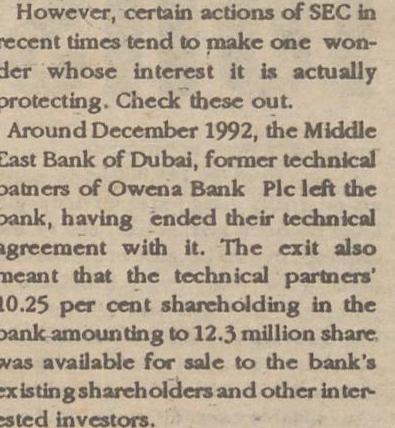 However, certain actions of SEC in
recent times tend to make one won-
der whose interest it is actually
protecting. Check these out.
Around December 1992, the Middle
East Bank of Dubai, former technical
patners of Owena Bank Plc left the
bank, having ended their technical
agreement with it. The exit also
meant that the technical partners'
10.25 per cent shareholding in the
bank amounting to 12.3 million share
was available for sale to the bank's
existing shareholders and other inter-
ested investors.